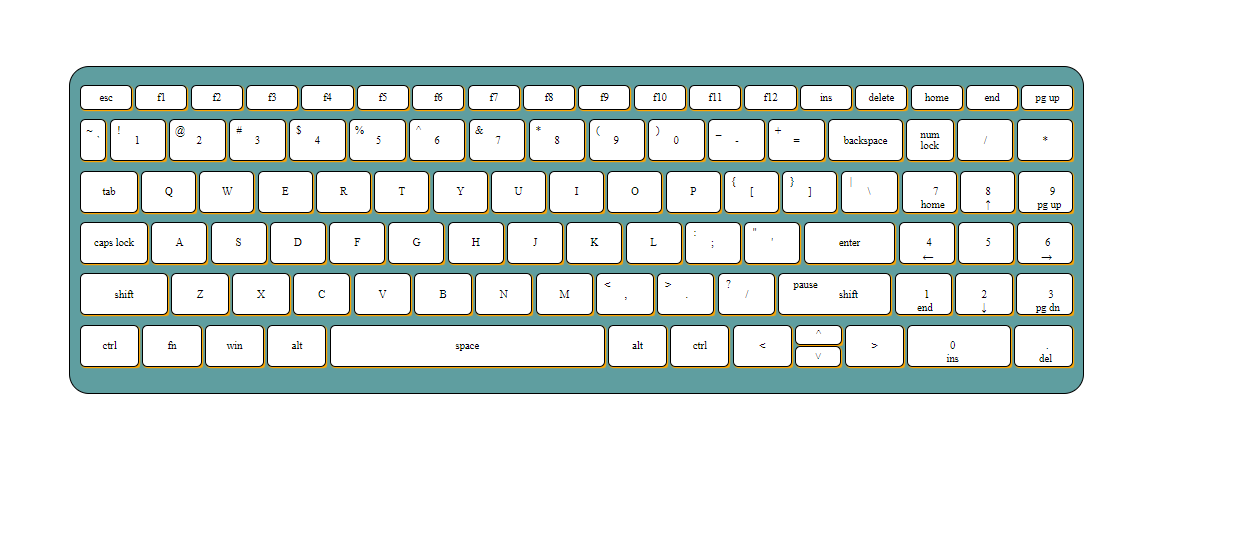 esc f1 f2 f3 f4 f5 f6 f7 f8 f9 f10 f11 f12 ins delete home end pg up
~ ` ! 1 @ 2 # 3 $ 4 % 5 ^ 6 & 7 * 8 ( 9 ) 0 _ - + = backspace num lock / *
tab Q W E R T Y U I O P { [ } ] | \ 7 home 8 ↑ 9 pg up
caps lock A S D F G H J K L : ; " ' enter 4 ← 5 6 →
shift Z X C V B N M < , > . ? / pause shift 1 end 2 ↓ 3 pg dn
ctrl fn win alt space alt ctrl < ^ V > 0 ins . del